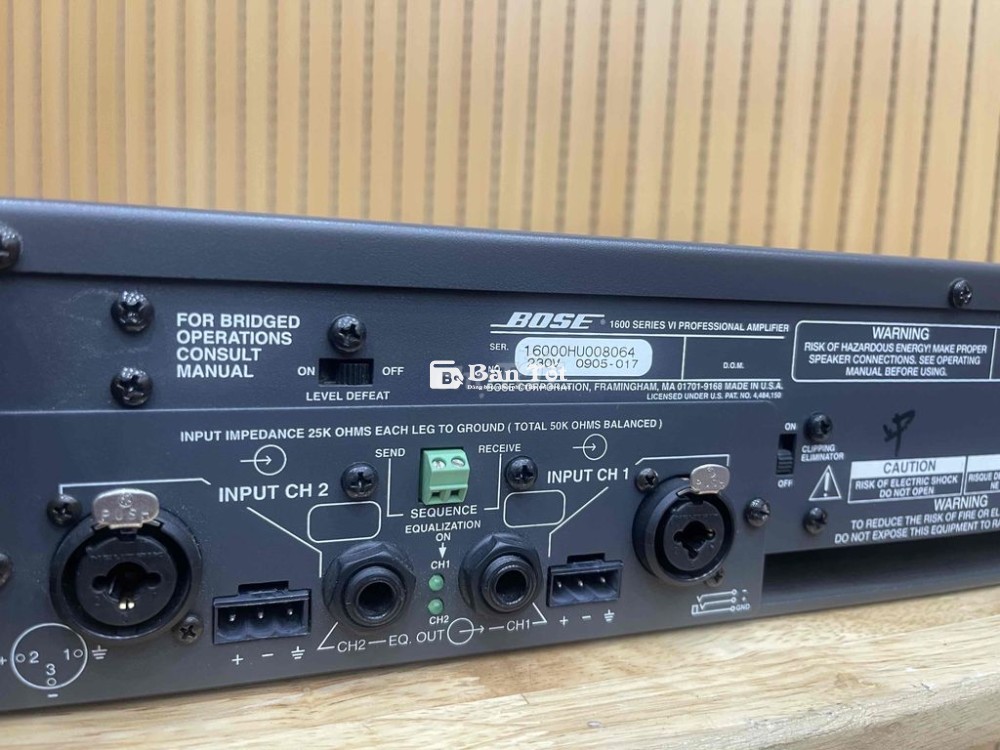 FOR BRIDGED
OPERATIONS
CONSULT
MANUAL
ON OFF
LEVEL DEFEAT
BOSE 1600 SERIES VI PROFESSIONAL AMPLIFIER
SER.
NO.
16000HU008064
230V 0905-017
D.O.M.
BOSE CORPORATION, FRAMINGHAM, MA 01701-9168 MADE IN U.S.A.
LICENSED UNDER U.S. PAT. NO. 4,484,150
Bán Tốt
WARNING
RISK OF HAZARDOUS ENERGY! MAKE PROPER
SPEAKER CONNECTIONS. SEE OPERATING
MANUAL BEFORE USING.
INPUT IMPEDANCE 25K OHMS EACH LEG TO GROUND ( TOTAL 50K OHMS BALANCED )
SEND RECEIVE
INPUT CH 2
INPUT CH 1
SEQUENCE
EQUALIZATION
ON
CH1
CH2
CH2 EQ. OUT CH1
PUSH
+ -
+ -
+ 2 1
3
-
GND
ON
CLIPPING
ELIMINATOR
OFF
CAUTION
RISK OF ELECTRIC SHOCK
DO NOT OPEN
RISQUE
WARNING
TO REDUCE THE RISK OF FIRE OR
DO NOT EXPOSE THIS EQUIPMENT TO